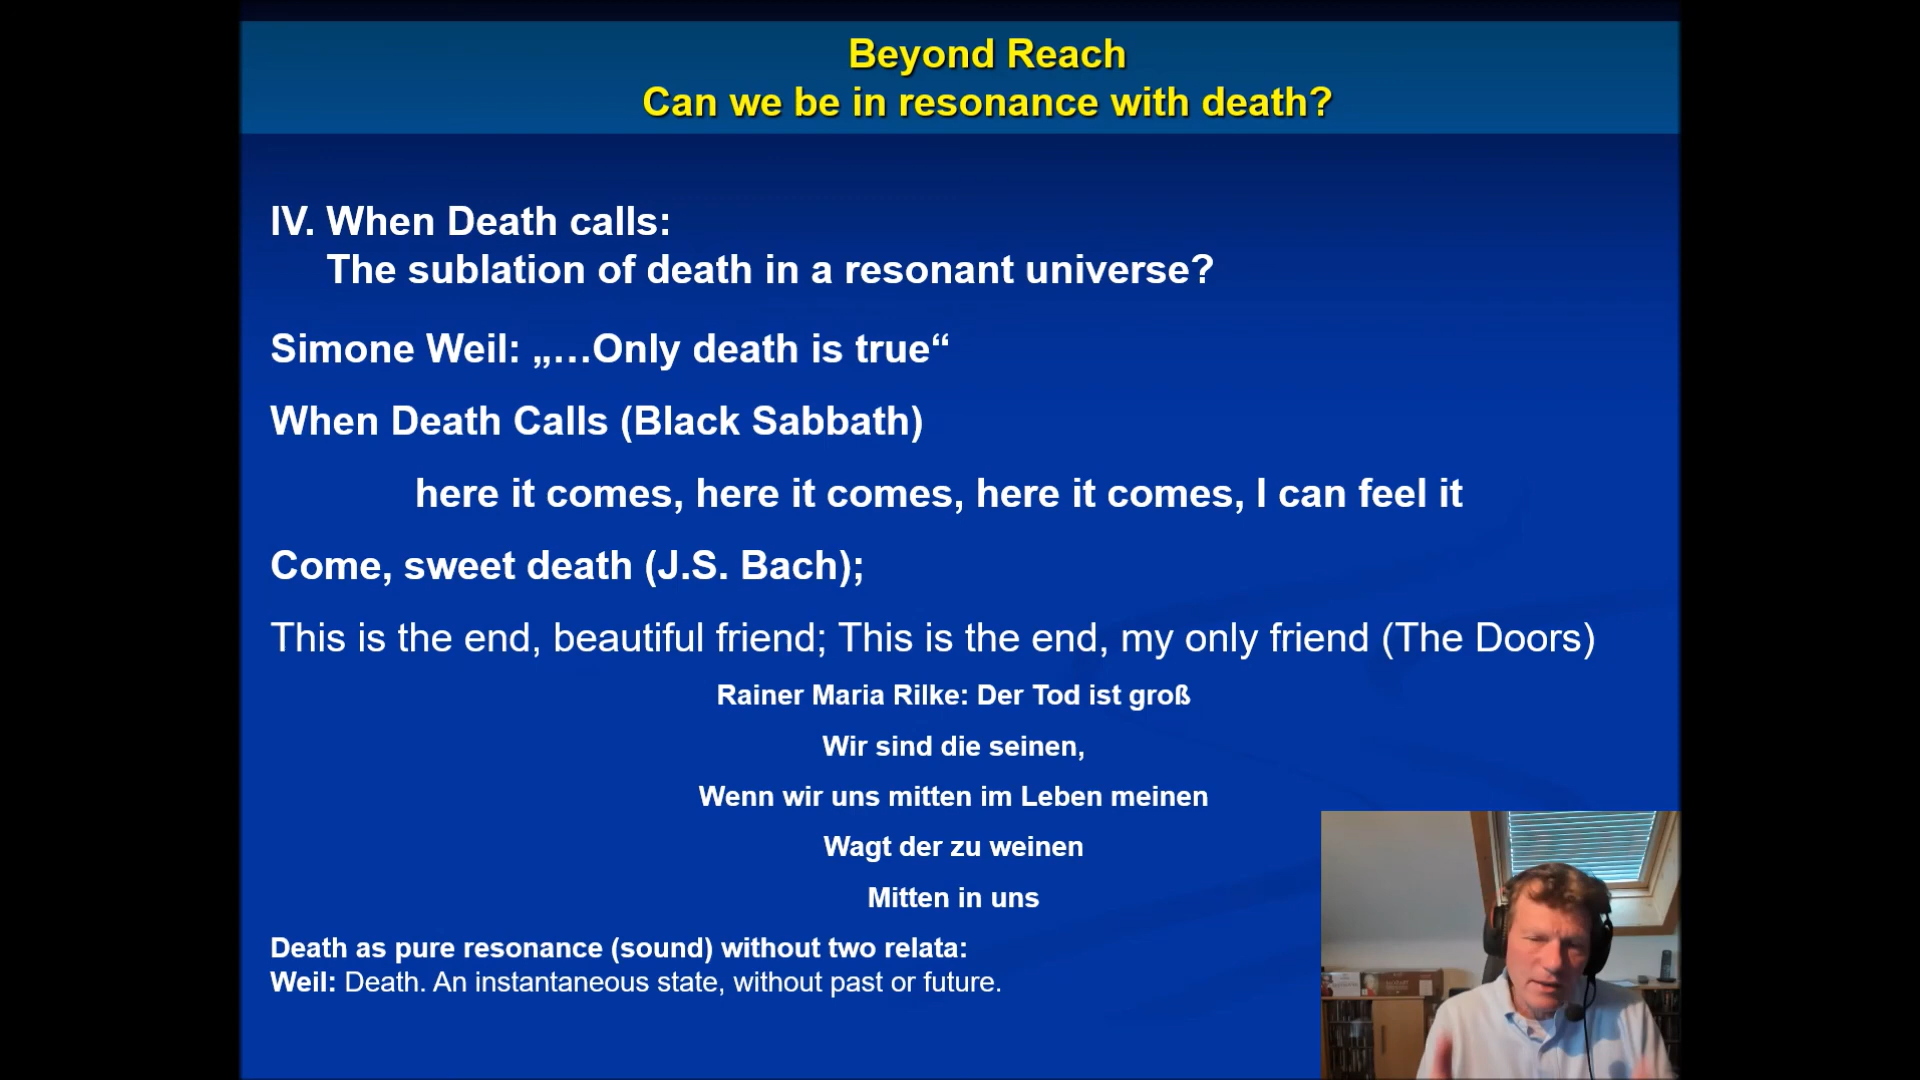 Beyond Reach
Can we be in resonance with death?
IV. When Death calls:
The sublation of death in a resonant universe?
Simone Weil: „…Only death is true“
When Death Calls (Black Sabbath)
here it comes, here it comes, here it comes, I can feel it
Come, sweet death (J.S. Bach);
This is the end, beautiful friend; This is the end, my only friend (The Doors)
Rainer Maria Rilke: Der Tod ist groß
Wir sind die seinen,
Wenn wir uns mitten im Leben meinen
Wagt der zu weinen
Mitten in uns
Death as pure resonance (sound) without two relata:
Weil: Death. An instantaneous state, without past or future.